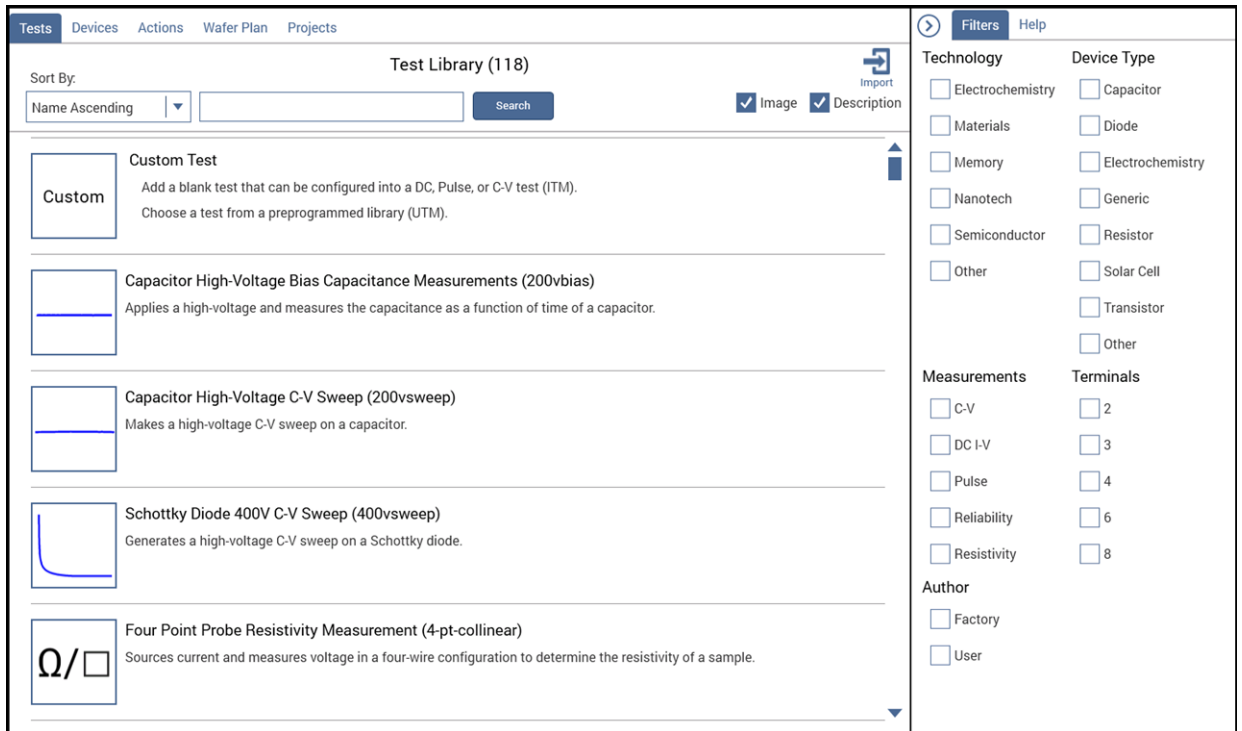 Tests Devices Actions Wafer Plan Projects
Test Library (118)
Import
Sort By:
Name Ascending
Search
Image Description
Custom
Custom Test
Add a blank test that can be configured into a DC, Pulse, or C-V test (ITM).
Choose a test from a preprogrammed library (UTM).
Capacitor High-Voltage Bias Capacitance Measurements (200vbias)
Applies a high-voltage and measures the capacitance as a function of time of a capacitor.
Capacitor High-Voltage C-V Sweep (200vsweep)
Makes a high-voltage C-V sweep on a capacitor.
Schottky Diode 400V C-V Sweep (400vsweep)
Generates a high-voltage C-V sweep on a Schottky diode.
Ω/□
Four Point Probe Resistivity Measurement (4-pt-collinear)
Sources current and measures voltage in a four-wire configuration to determine the resistivity of a sample.
Filters Help
Technology
Electrochemistry
Materials
Memory
Nanotech
Semiconductor
Other
Device Type
Capacitor
Diode
Electrochemistry
Generic
Resistor
Solar Cell
Transistor
Other
Measurements
C-V
DC I-V
Pulse
Reliability
Resistivity
Terminals
2
3
4
6
8
Author
Factory
User